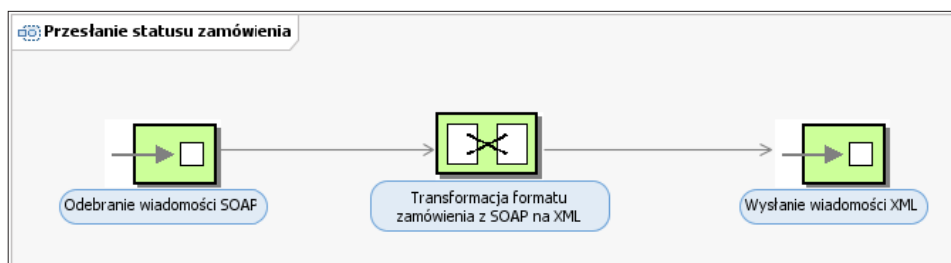 Przesłanie statusu zamówienia
Odebranie wiadomości SOAP
Transformacja formatu
zamówienia z SOAP na XML
Wysłanie wiadomości XML